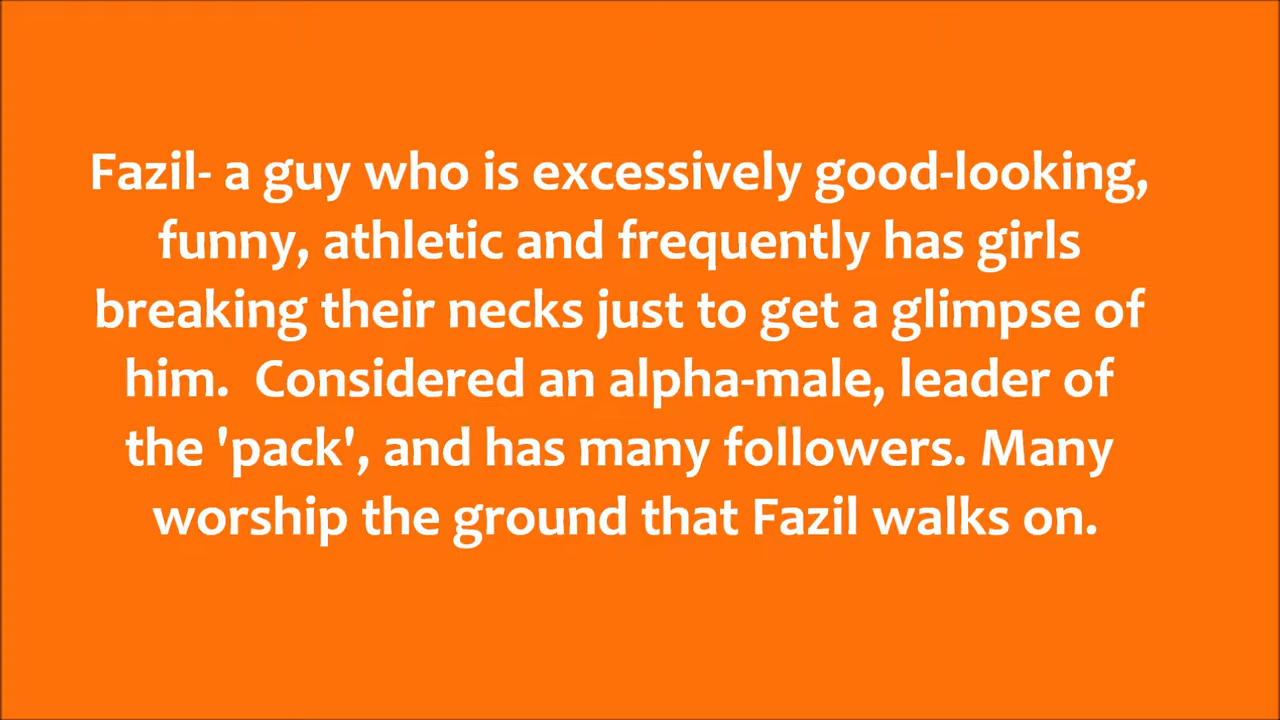 Fazil- a guy who is excessively good-looking,
funny, athletic and frequently has girls
breaking their necks just to get a glimpse of
him.  Considered an alpha-male, leader of
the 'pack', and has many followers. Many
worship the ground that Fazil walks on.